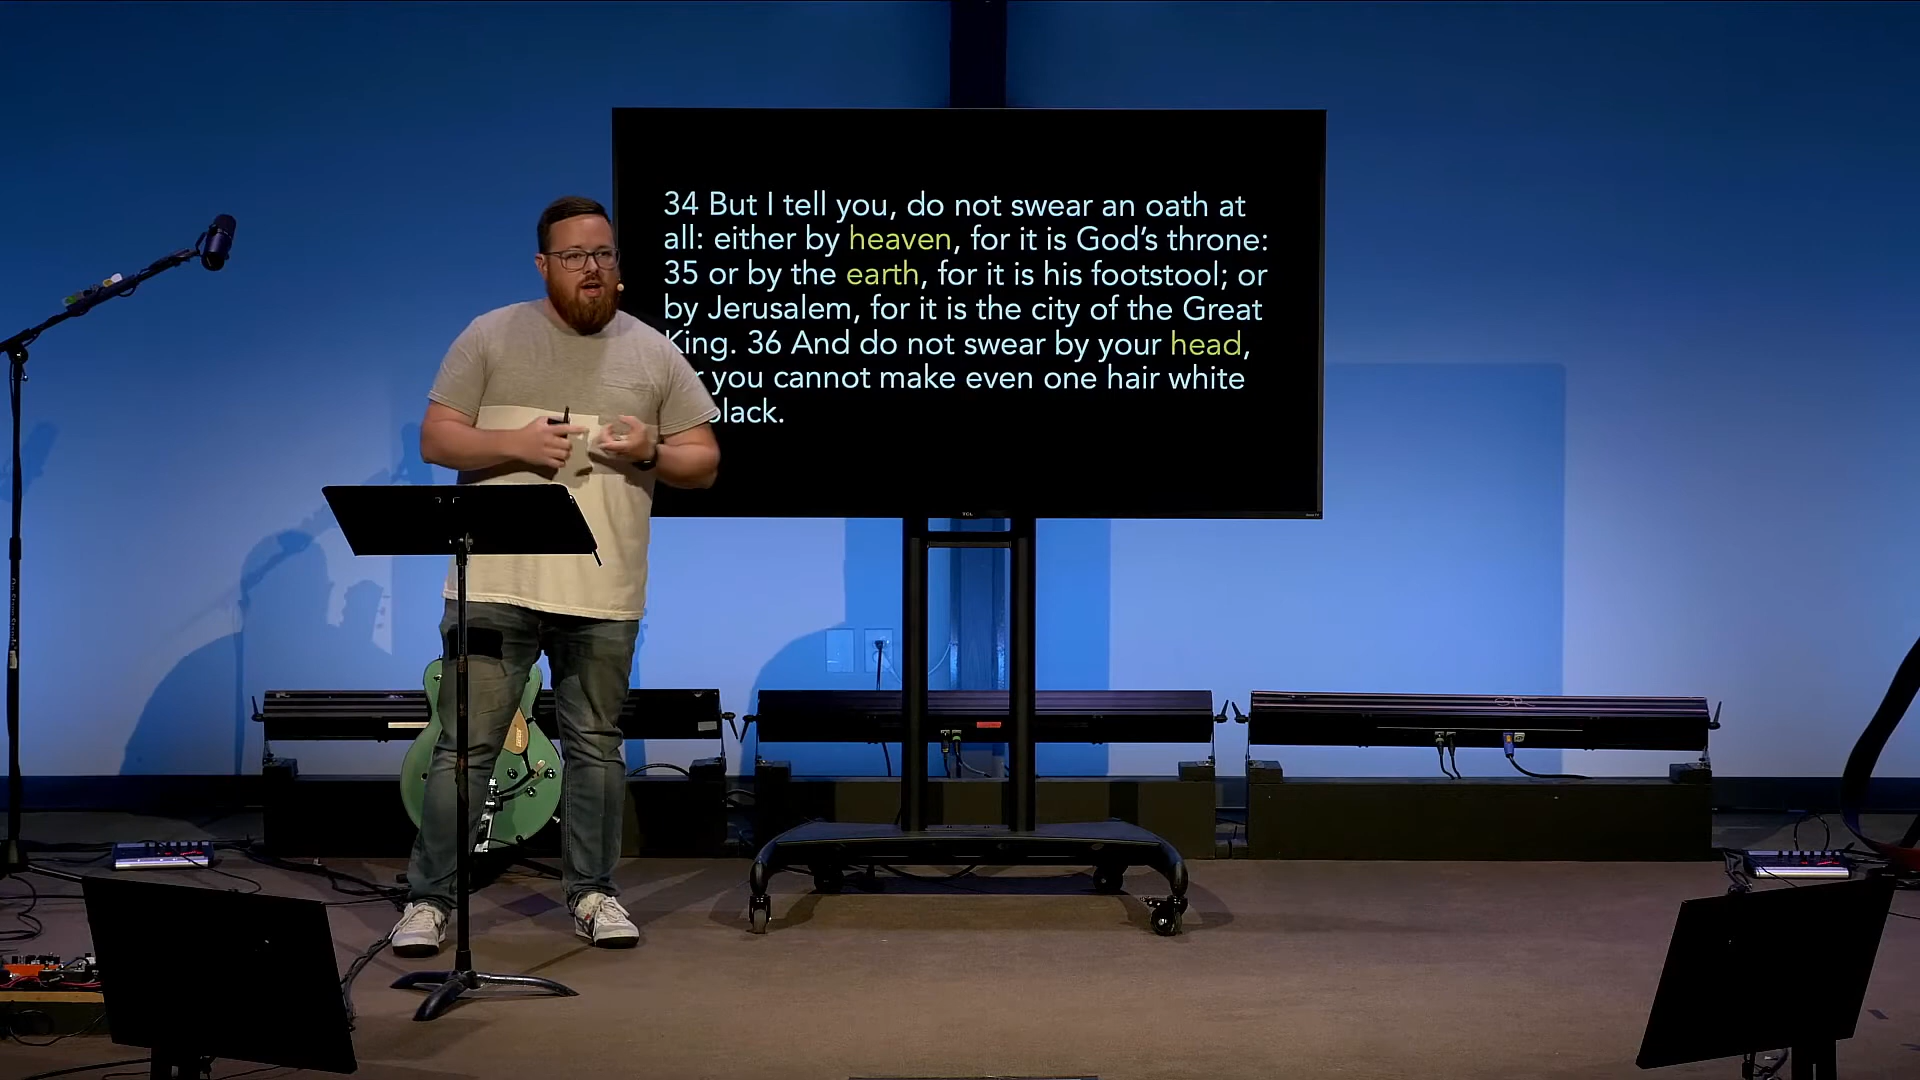 34 But I tell you, do not swear an oath at
all: either by heaven, for it is God’s throne:
35 or by the earth, for it is his footstool; or
by Jerusalem, for it is the city of the Great
King. 36 And do not swear by your head,
you cannot make even one hair white
black.
TCL